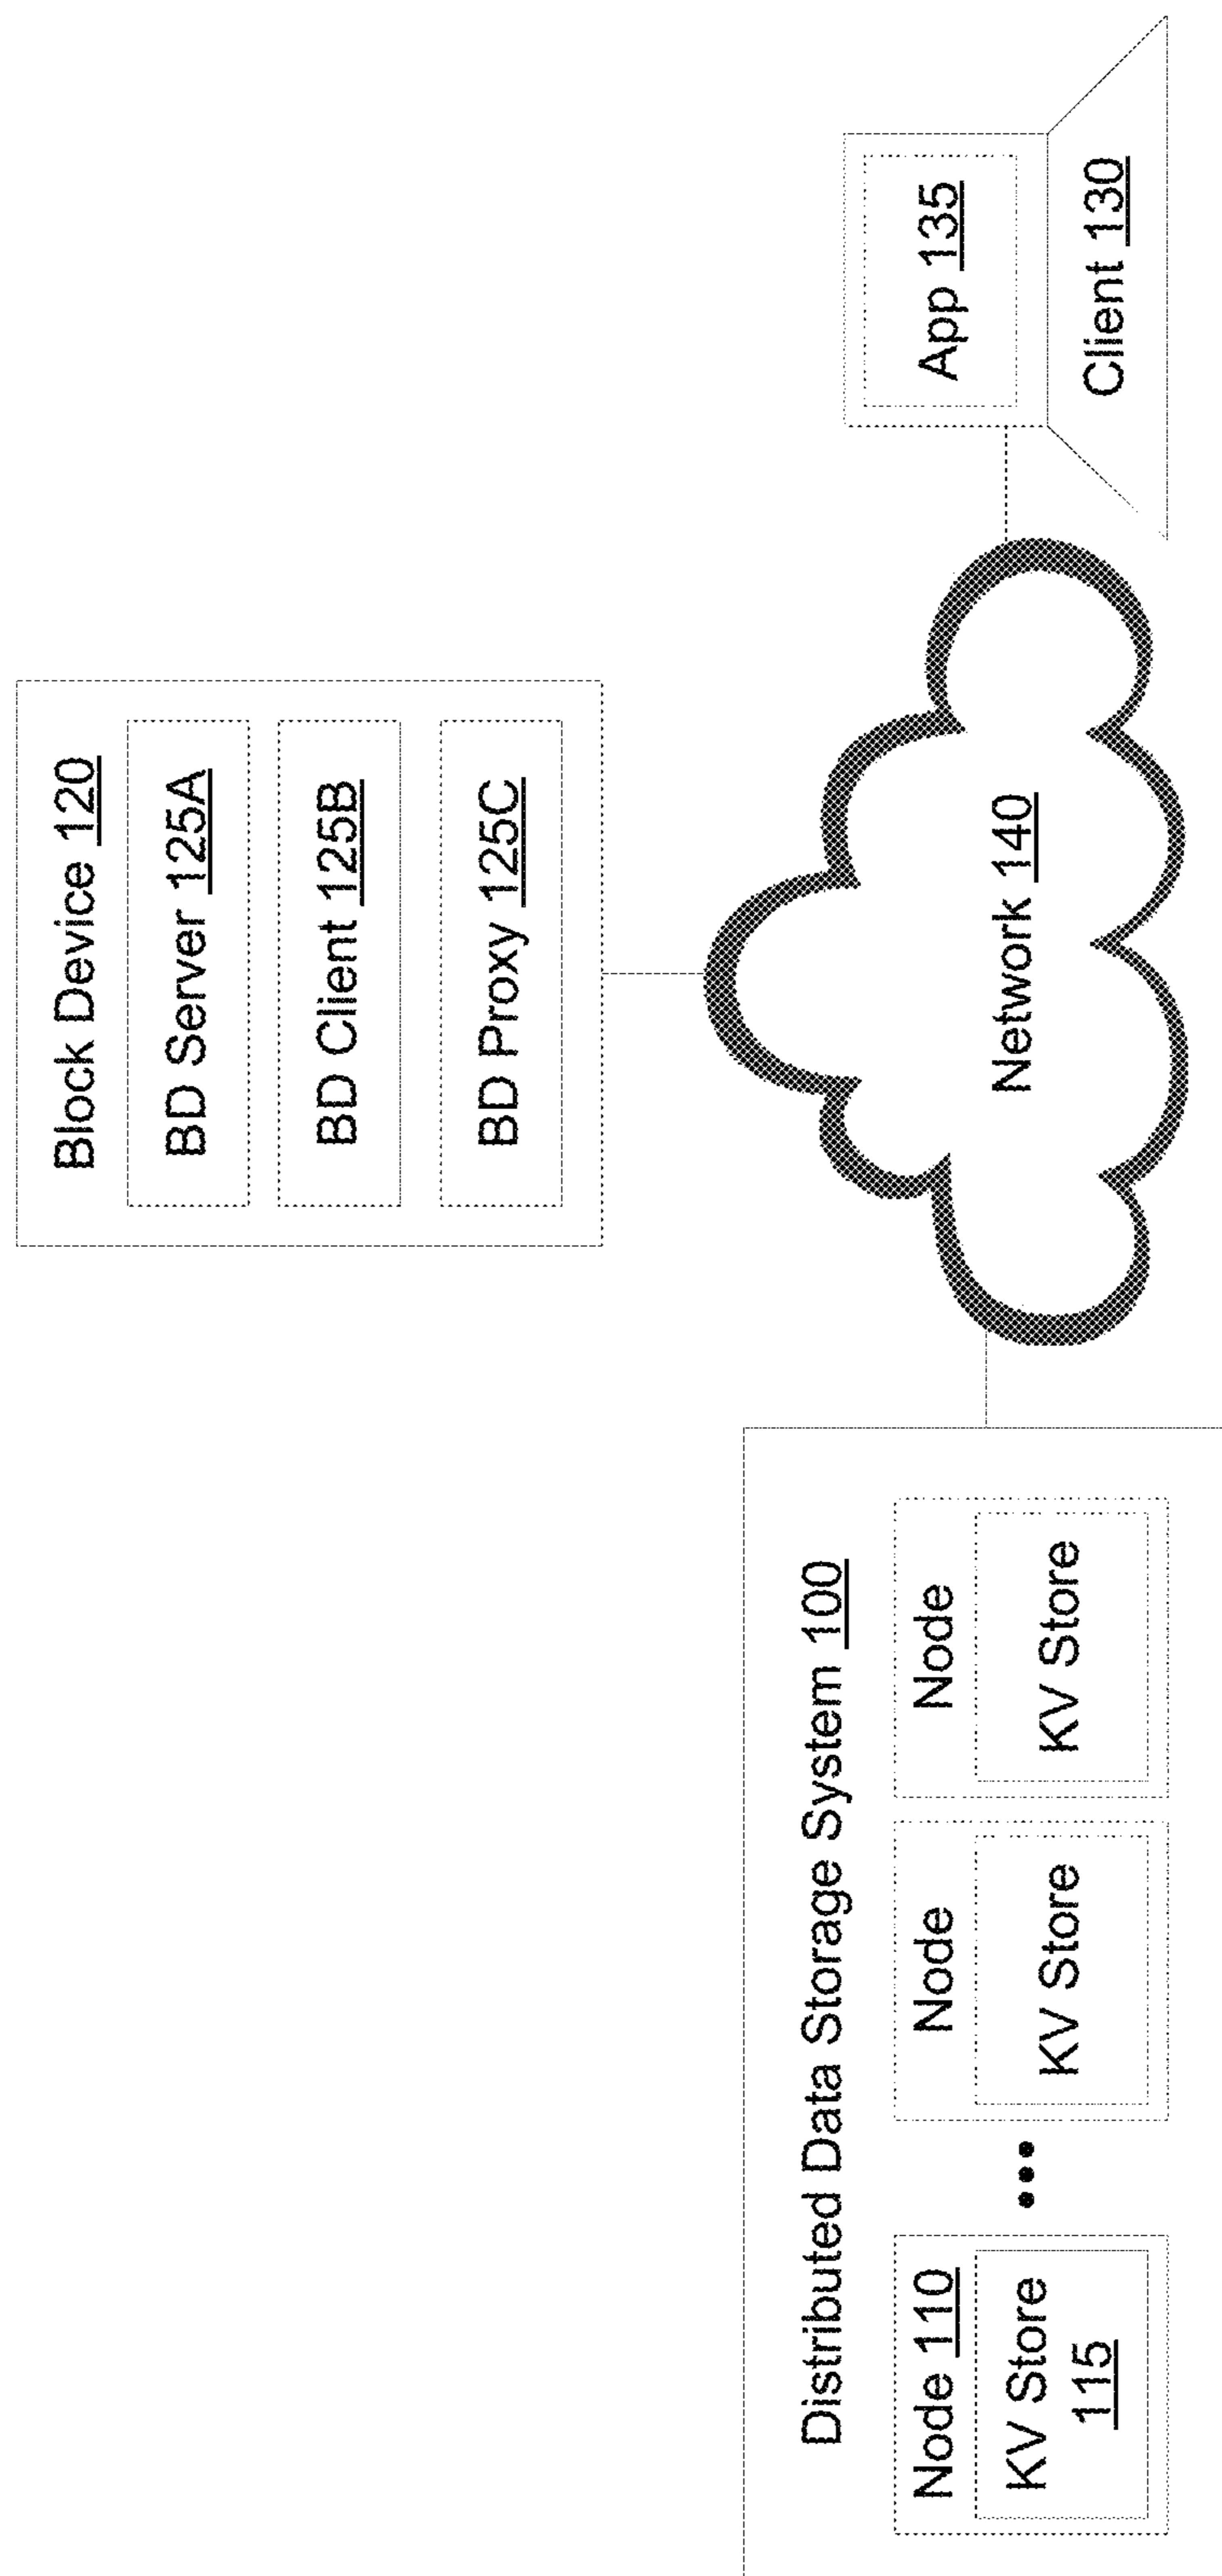 Block Device 120
BD Server 125A
BD Client 125B
BD Proxy 125C
Distributed Data Storage System 100
Node 110
KV Store
115
•••
Node
KV Store
Node
KV Store
Network 140
App 135
Client 130